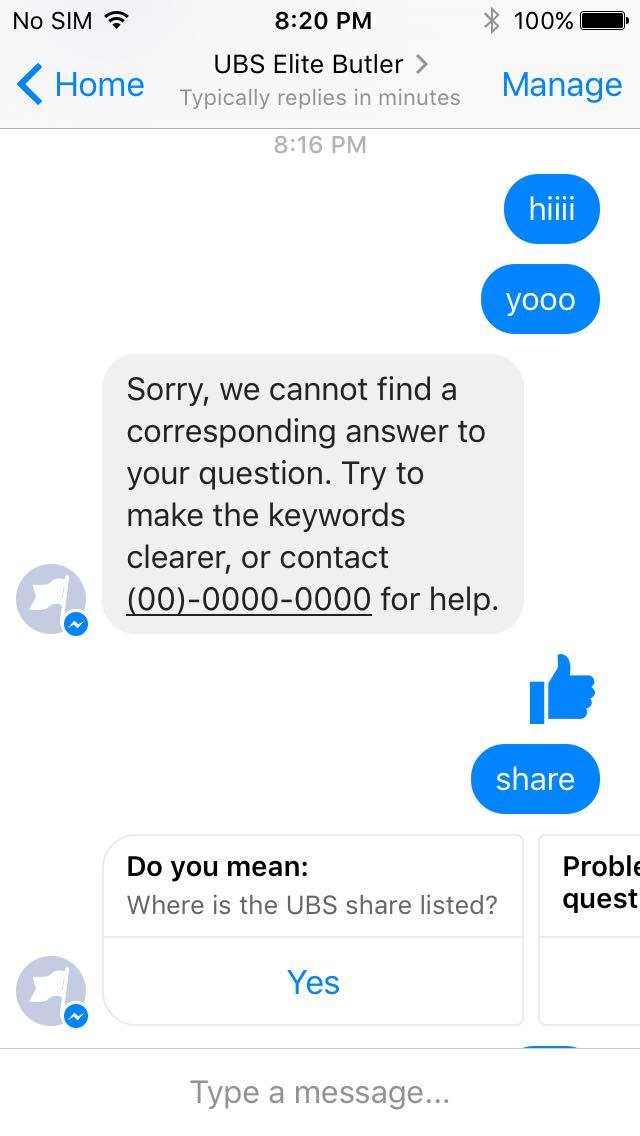 No SIM 8:20 PM 100%
UBS Elite Butler
Home Typically replies in minutes Manage
8:16 PM
hiiii
yooo
Sorry, we cannot find a
corresponding answer to
your question. Try to
make the keywords
clearer, or contact
(00)-0000-0000 for help.
share
Do you mean:
Where is the UBS share listed?
Yes
Proble
quest
Type a message...